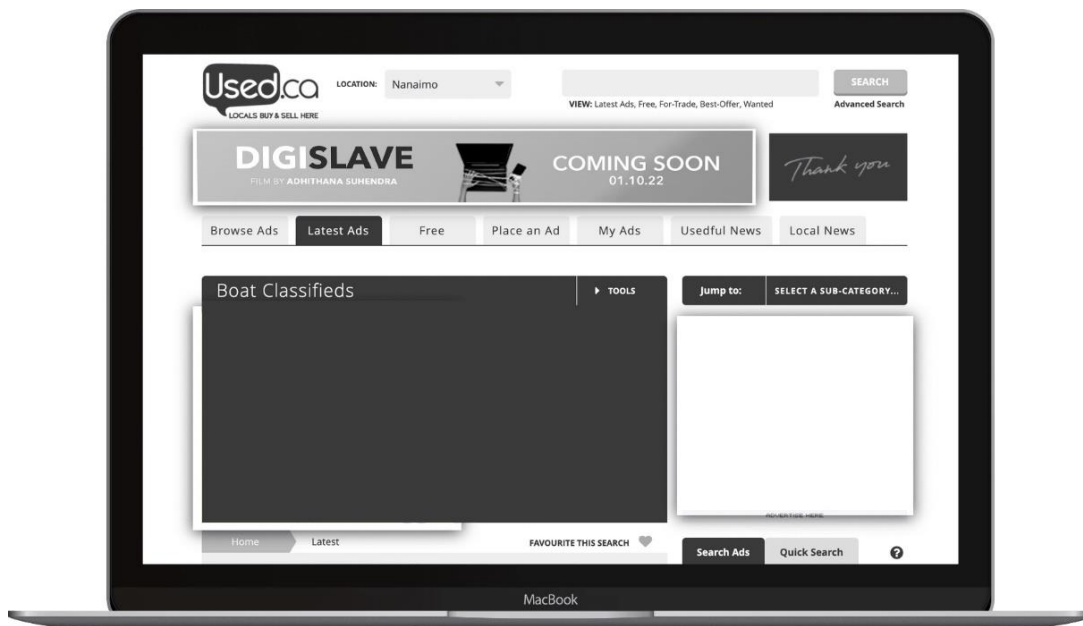 Used.ca
LOCALS BUY & SELL HERE
LOCATION: Nanaimo
SEARCH
VIEW: Latest Ads, Free, For-Trade, Best-Offer, Wanted
Advanced Search
DIGISLAVE
FILM BY ADHITHANA SUHENDRA
COMING SOON
01.10.22
Thank you
Browse Ads Latest Ads Free Place an Ad My Ads Usedful News Local News
Boat Classifieds
TOOLS
Jump to: SELECT A SUB-CATEGORY...
ADVERTISE HERE
Home Latest FAVOURITE THIS SEARCH
Search Ads Quick Search ?
MacBook